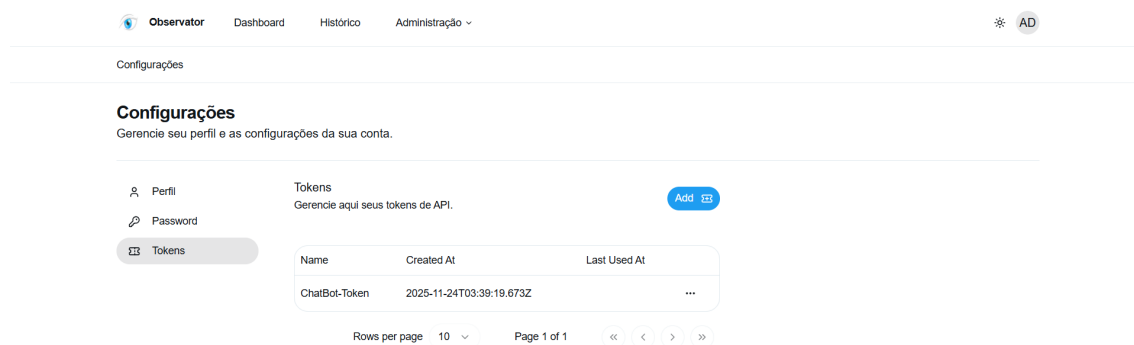 Observator Dashboard Histórico Administração AD
Configurações
Configurações
Gerencie seu perfil e as configurações da sua conta.
Perfil
Password
Tokens
Tokens
Gerencie aqui seus tokens de API.
Add
Name Created At Last Used At
ChatBot-Token 2025-11-24T03:39:19.673Z ...
Rows per page 10 Page 1 of 1